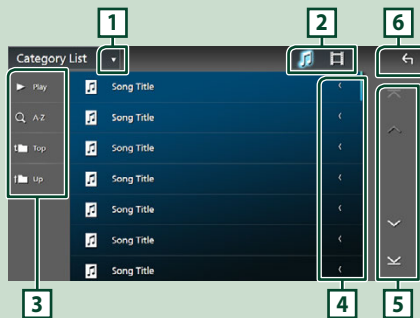 1
2
6
Category List
Play
Song Title
A-Z
Song Title
Top
Song Title
Up
Song Title
Song Title
Song Title
Song Title
3
4
5